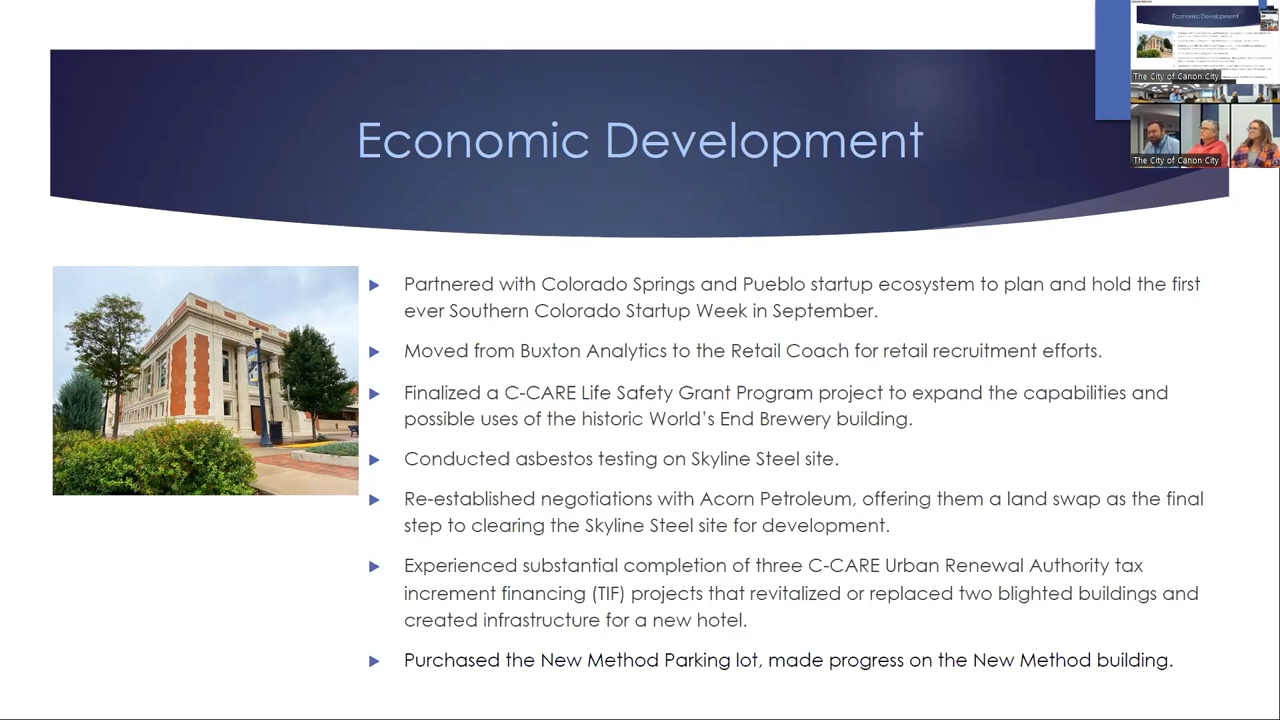 Economic Development
The City of Canon City
Economic Development
The City of Canon City
Partnered with Colorado Springs and Pueblo startup ecosystem to plan and hold the first
ever Southern Colorado Startup Week in September.
Moved from Buxton Analytics to the Retail Coach for retail recruitment efforts.
Finalized a C-CARE Life Safety Grant Program project to expand the capabilities and
possible uses of the historic World’s End Brewery building.
Conducted asbestos testing on Skyline Steel site.
Re-established negotiations with Acorn Petroleum, offering them a land swap as the final
step to clearing the Skyline Steel site for development.
Experienced substantial completion of three C-CARE Urban Renewal Authority tax
increment financing (TIF) projects that revitalized or replaced two blighted buildings and
created infrastructure for a new hotel.
Purchased the New Method Parking lot, made progress on the New Method building.